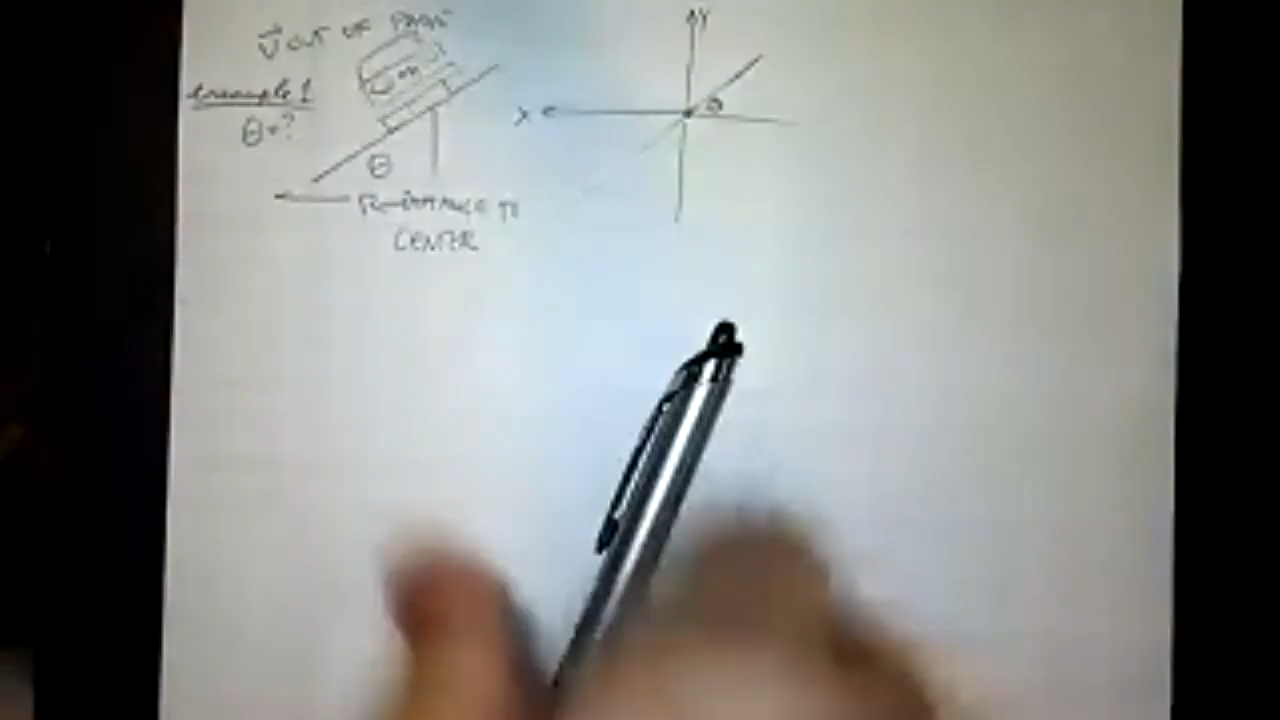 V⃗ OUT OF PAGE
m
example 1
θ=?
θ
R=DISTANCE TO
CENTER
Y
X
θ